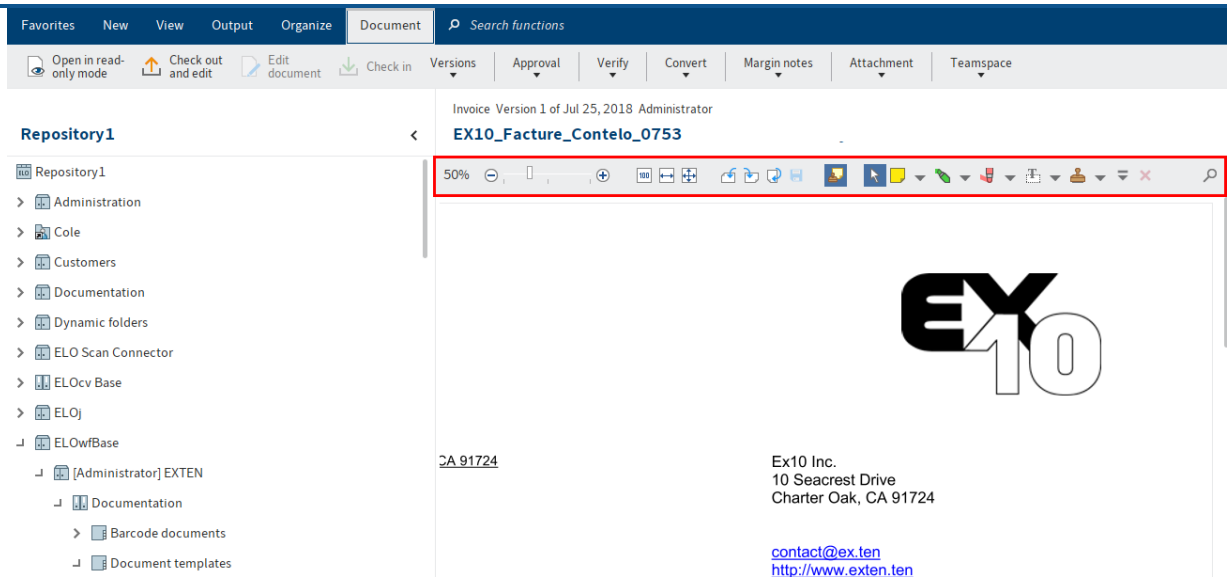 Favorites New View Output Organize Document Search functions
Open in read-only mode
Check out and edit
Edit document
Check in
Versions
Approval
Verify
Convert
Margin notes
Attachment
Teamspace
Repository1
Invoice Version 1 of Jul 25, 2018 Administrator
EX10_Facture_Contelo_0753
50%
100
Repository1
Administration
Cole
Customers
Documentation
Dynamic folders
ELO Scan Connector
ELOcv Base
ELOj
ELOwfBase
[Administrator] EXTEN
Documentation
Barcode documents
Document templates
EX
10
CA 91724
Ex10 Inc.
10 Seacrest Drive
Charter Oak, CA 91724
contact@ex.ten
http://www.exten.ten